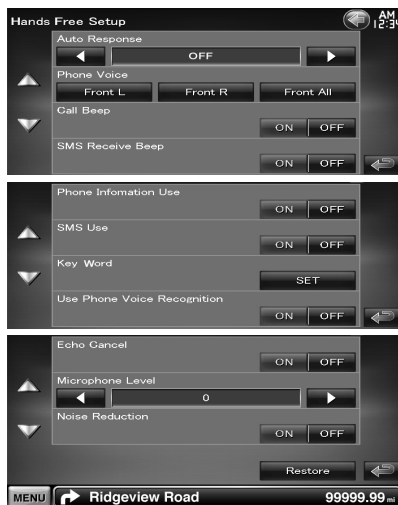 Hands Free Setup
AM
12:34
Auto Response
OFF
Phone Voice
Front L Front R Front All
Call Beep
ON OFF
SMS Receive Beep
ON OFF
Phone Infomation Use
ON OFF
SMS Use
ON OFF
Key Word
SET
Use Phone Voice Recognition
ON OFF
Echo Cancel
ON OFF
Microphone Level
0
Noise Reduction
ON OFF
Restore
MENU Ridgeview Road 99999.99 mi